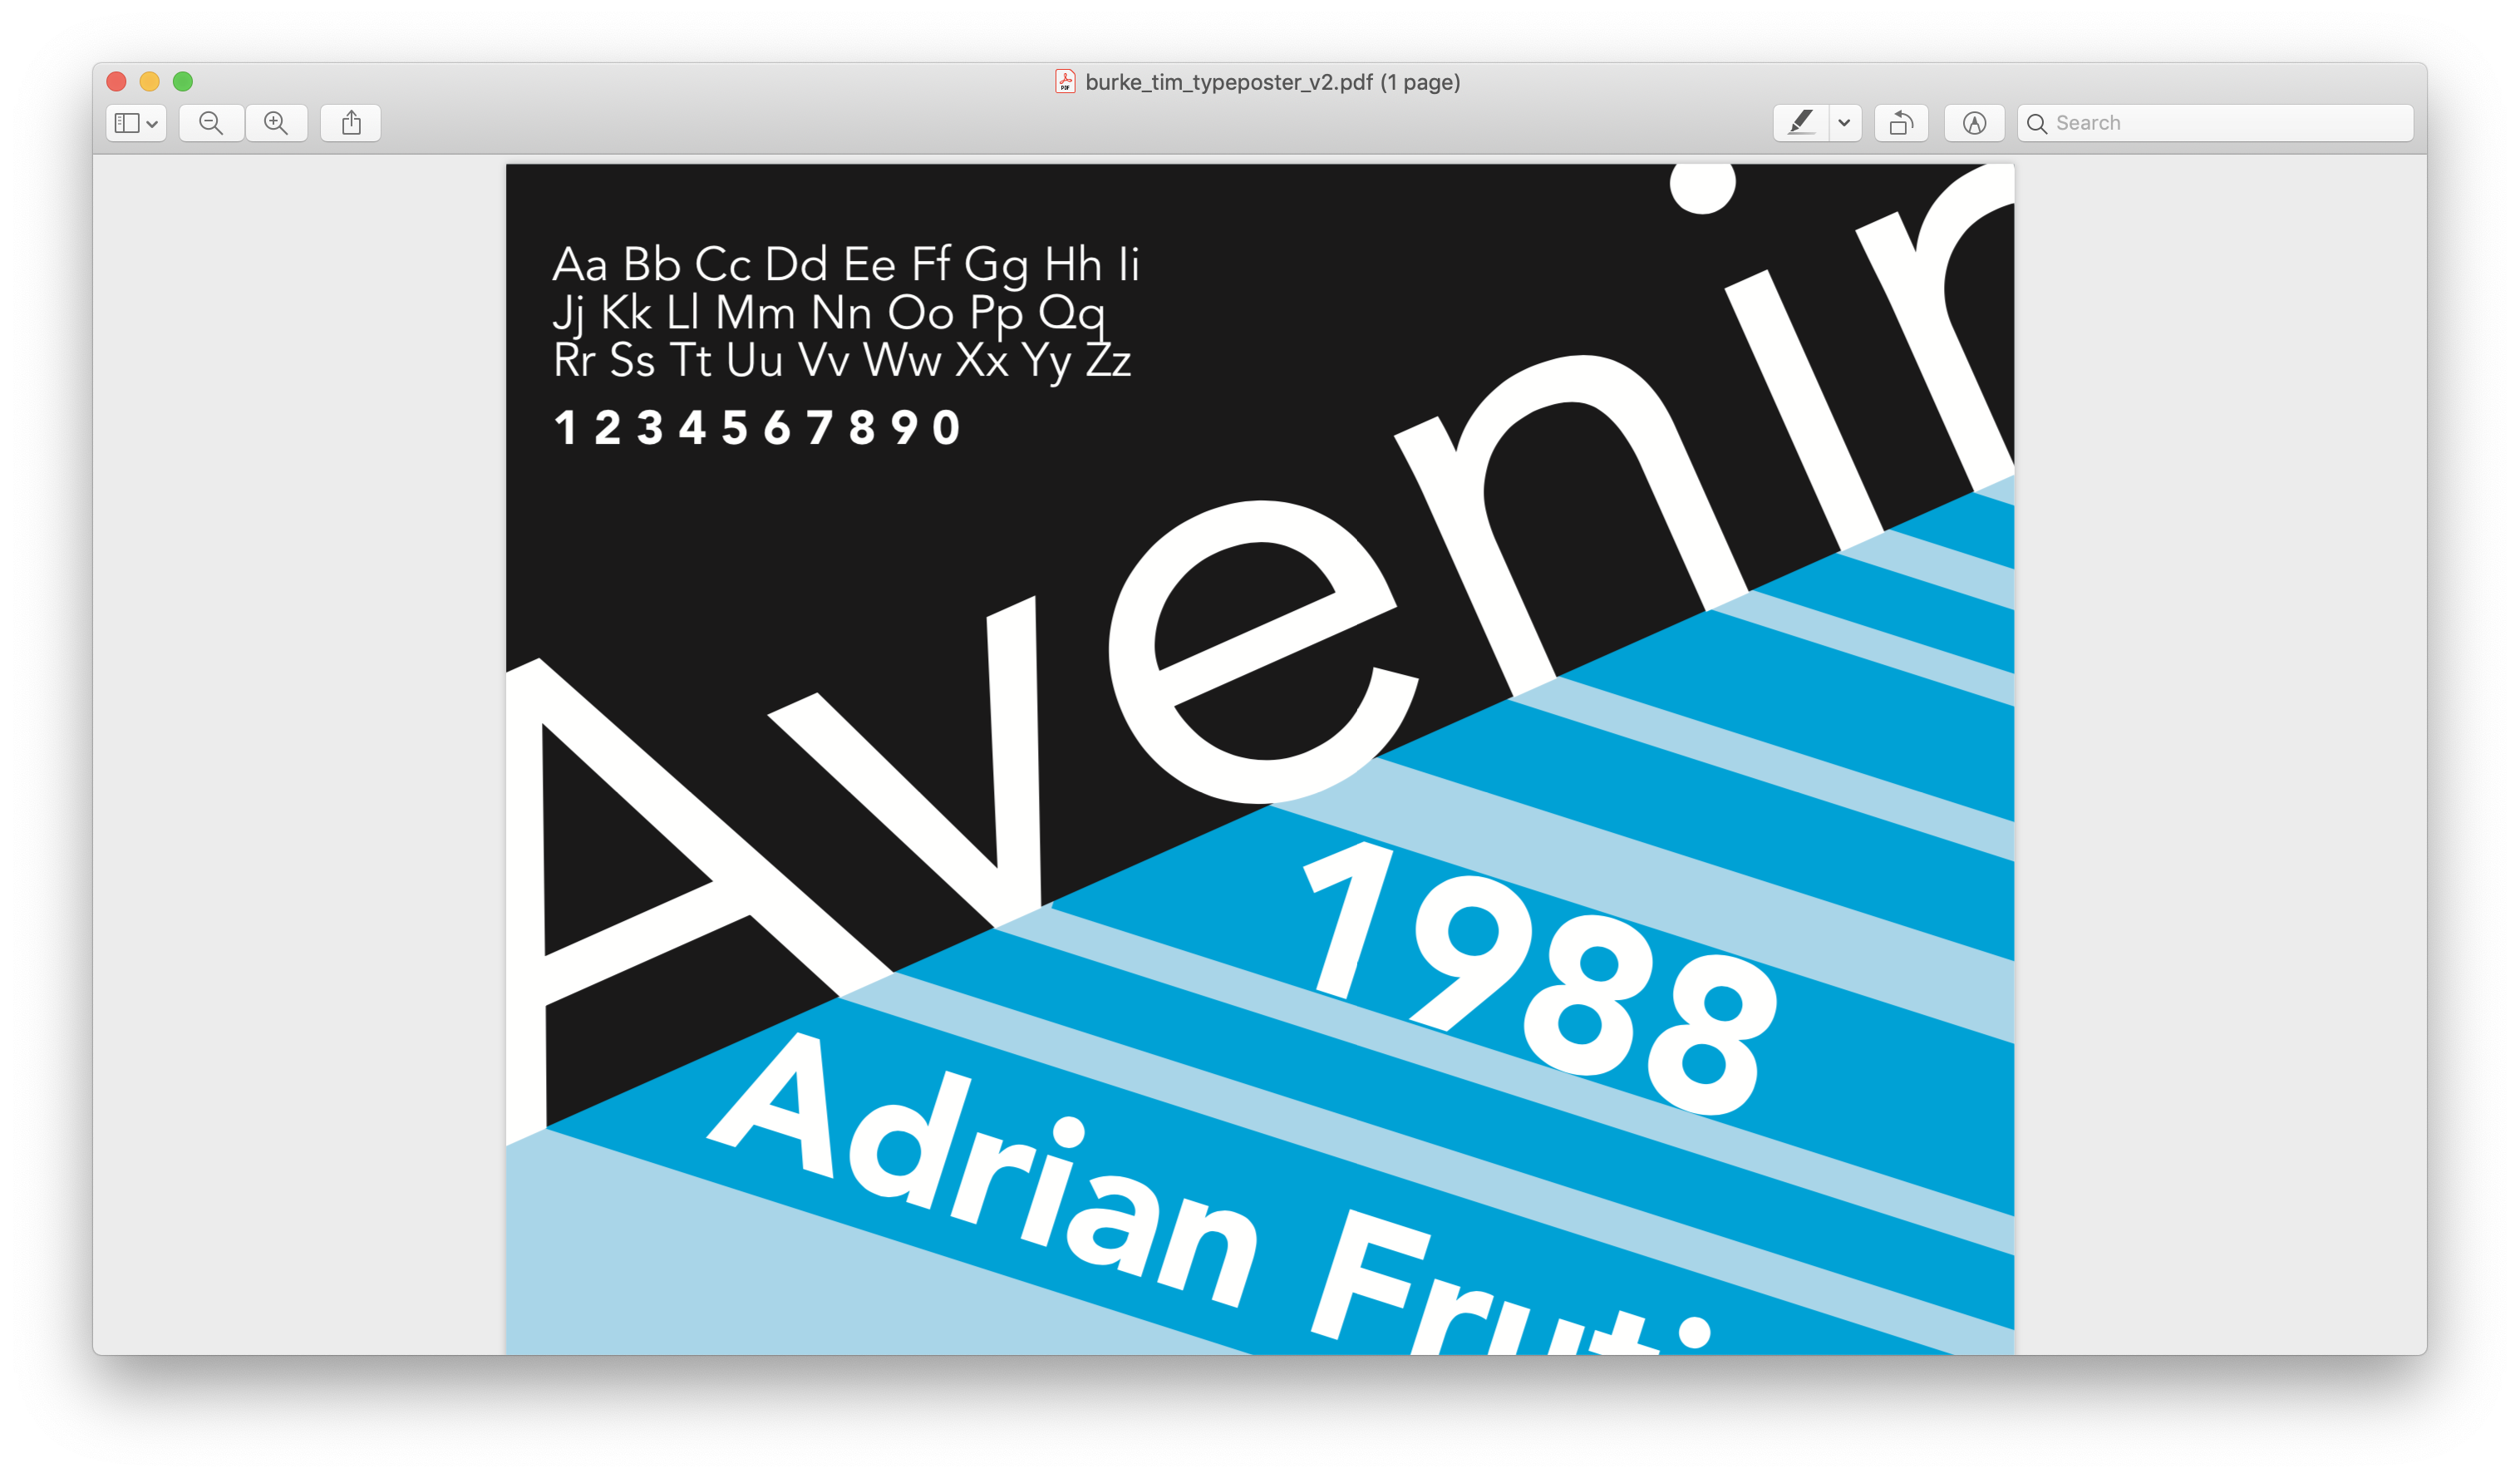 burke_tim_typeposter_v2.pdf (1 page)
Search
Aa Bb Cc Dd Ee Ff Gg Hh Ii
Jj Kk Ll Mm Nn Oo Pp Qq
Rr Ss Tt Uu Vv Ww Xx Yy Zz
1 2 3 4 5 6 7 8 9 0
Avenir
1988
Adrian Fruti